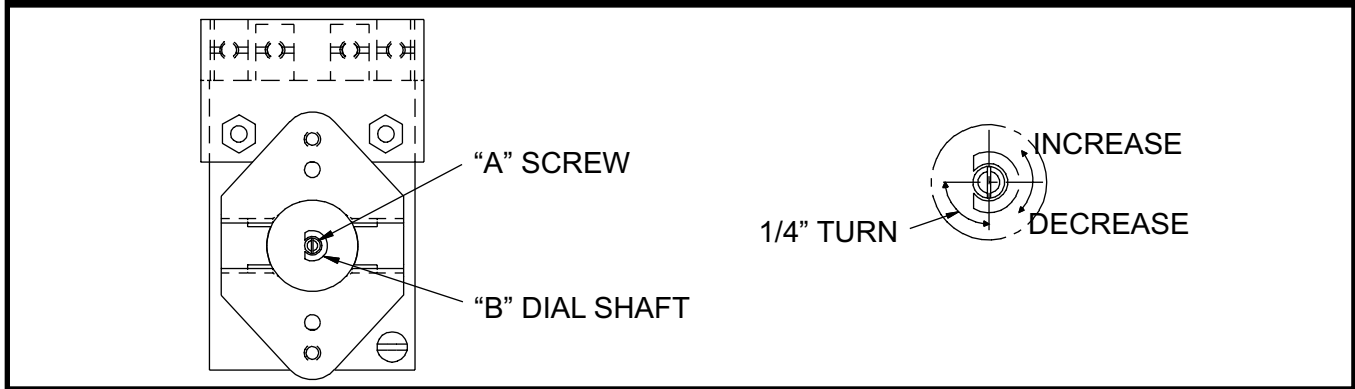 “A” SCREW
“B” DIAL SHAFT
INCREASE
DECREASE
1/4” TURN